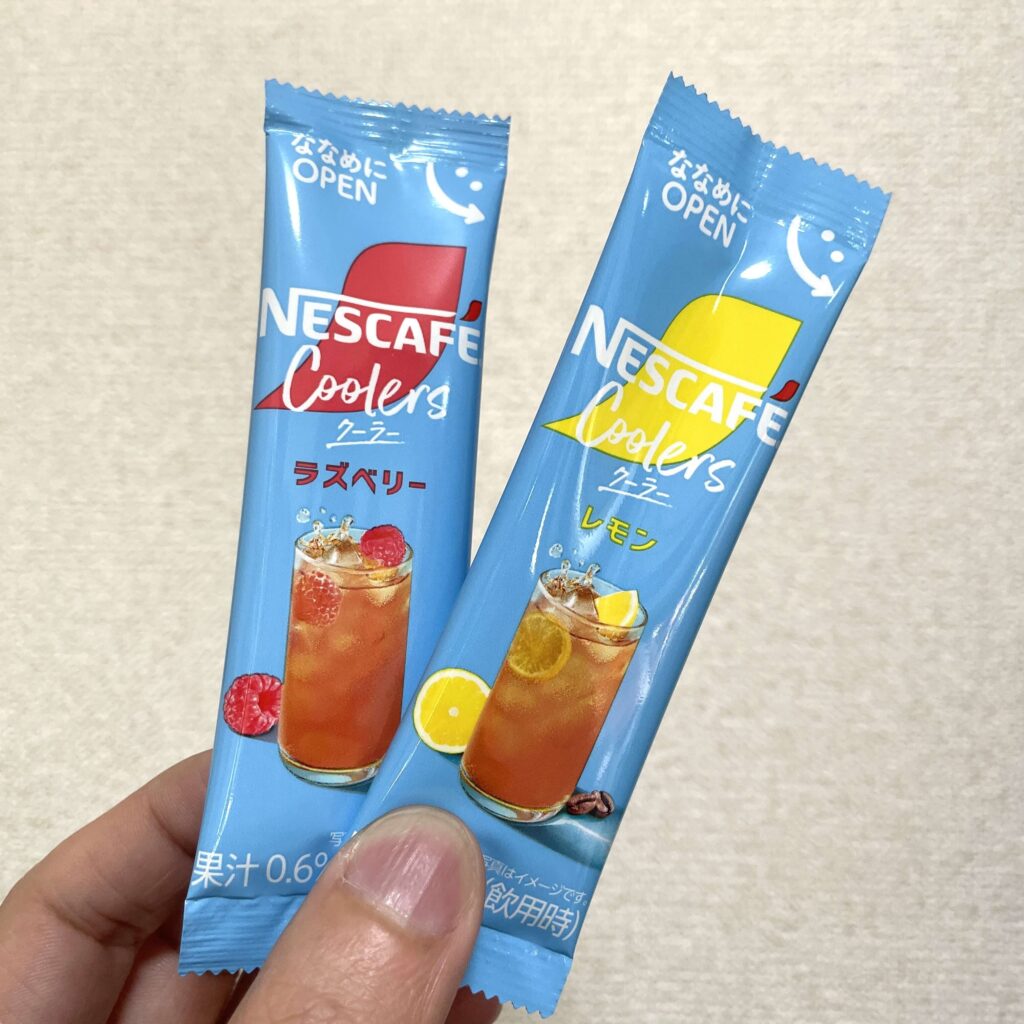 ななめに
OPEN
NESCAFÉ
Coolers
クーラー
ラズベリー
果汁 0.6%
写
ななめに
OPEN
NESCAFÉ
Coolers
クーラー
レモン
写真はイメージです。
(飲用時)